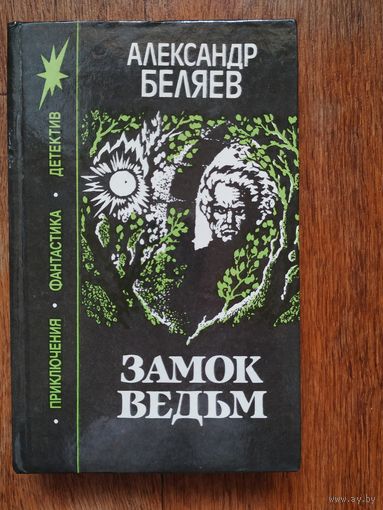 АЛЕКСАНДР
БЕЛЯЕВ
• ПРИКЛЮЧЕНИЯ • ФАНТАСТИКА • ДЕТЕКТИВ
ЗАМОК
ВЕДЬМ
www.ay.by